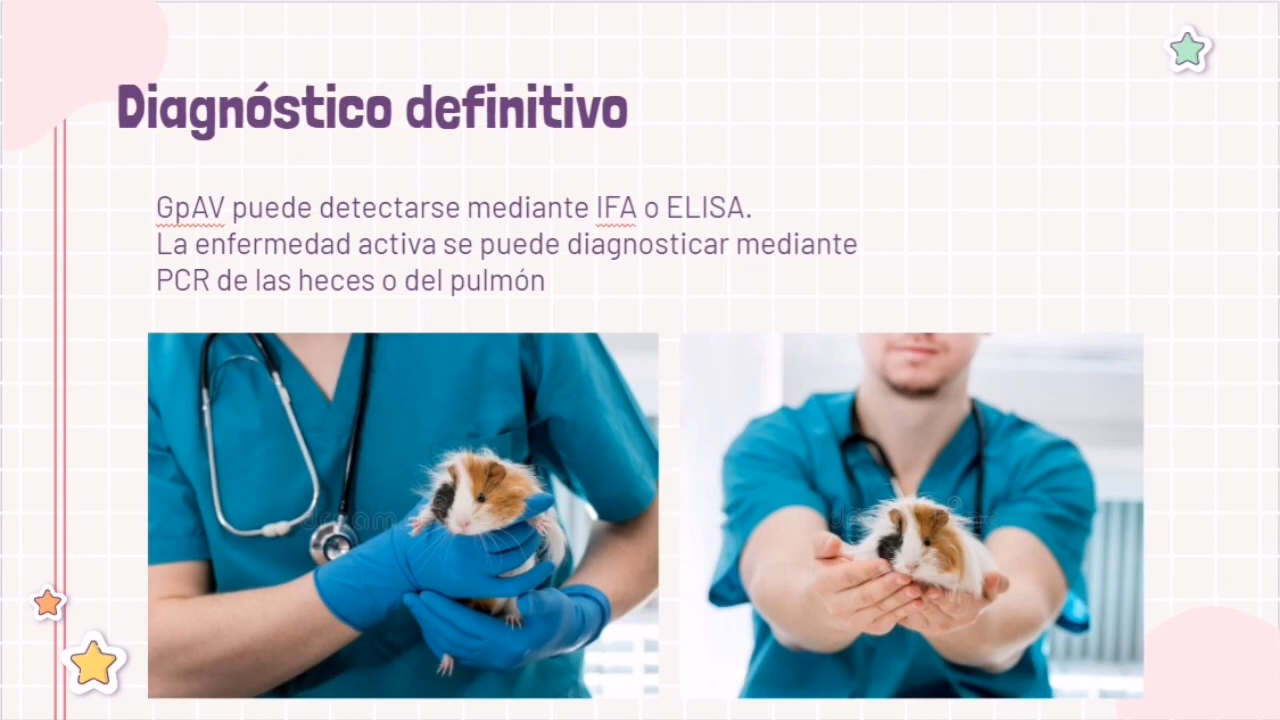 Diagnóstico definitivo
GpAV puede detectarse mediante IFA o ELISA.
La enfermedad activa se puede diagnosticar mediante
PCR de las heces o del pulmón